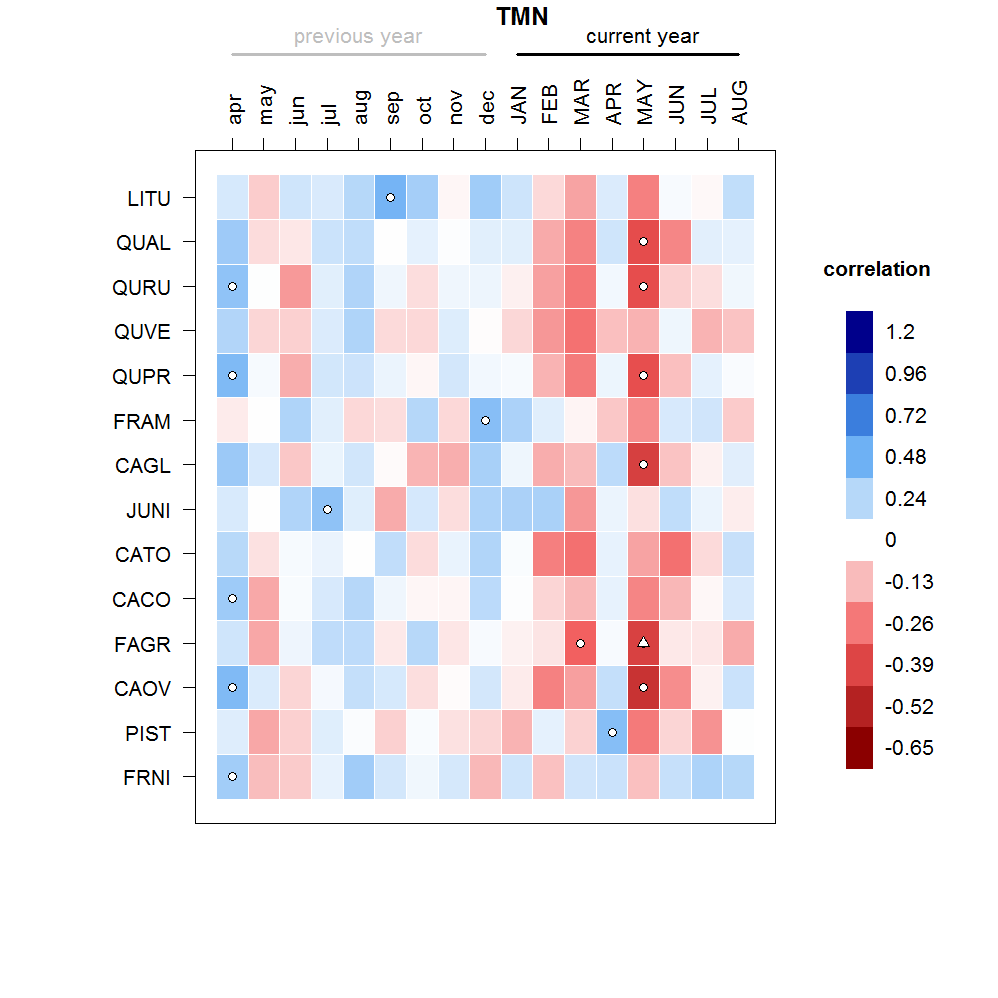 TMN
previous year current year
apr may jun jul aug sep oct nov dec JAN FEB MAR APR MAY JUN JUL AUG
LITU
QUAL
QURU
QUVE
QUPR
FRAM
CAGL
JUNI
CATO
CACO
FAGR
CAOV
PIST
FRNI
correlation
1.2
0.96
0.72
0.48
0.24
0
-0.13
-0.26
-0.39
-0.52
-0.65